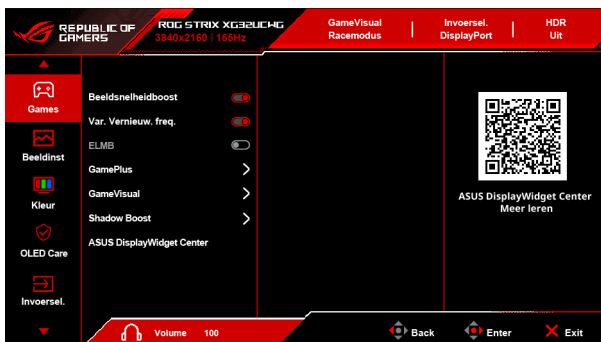 REPUBLIC OF
GAMERS
ROG STRIX XG32UCWG
3840x2160 | 165Hz
GameVisual
Racemodus
Invoersel.
DisplayPort
HDR
Uit
Games
Beeldinst
Kleur
OLED Care
Invoersel.
Beeldsnelheidboost
Var. Vernieuw. freq.
ELMB
GamePlus
GameVisual
Shadow Boost
ASUS DisplayWidget Center
ASUS DisplayWidget Center
Meer leren
Volume 100
Back
Enter
Exit